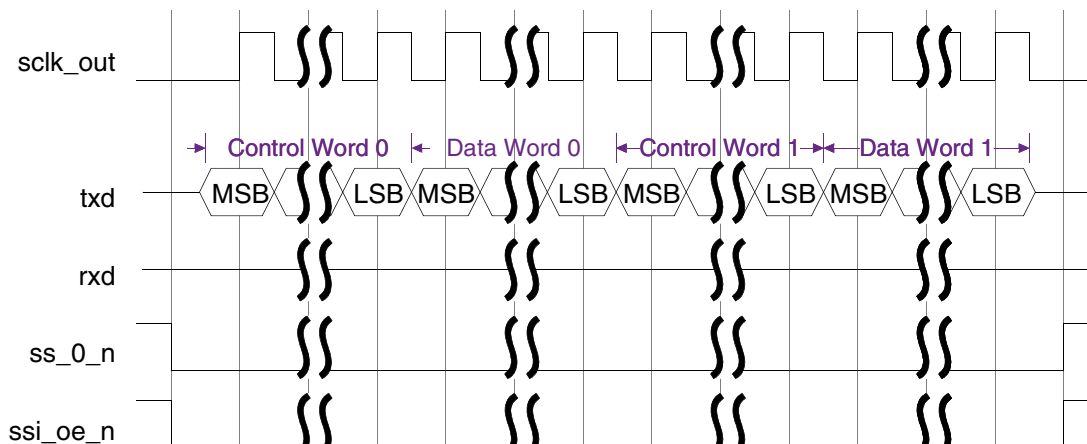 sclk_out
Control Word 0 Data Word 0 Control Word 1 Data Word 1
txd MSB LSB MSB LSB MSB LSB MSB LSB
rxd
ss_0_n
ssi_oe_n